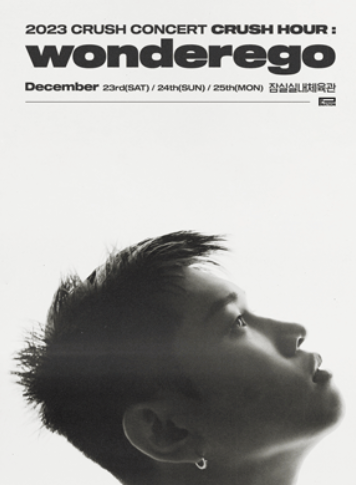 2023 CRUSH CONCERT CRUSH HOUR :
wonderego
December 23rd(SAT) / 24th(SUN) / 25th(MON) 잠실실내체육관